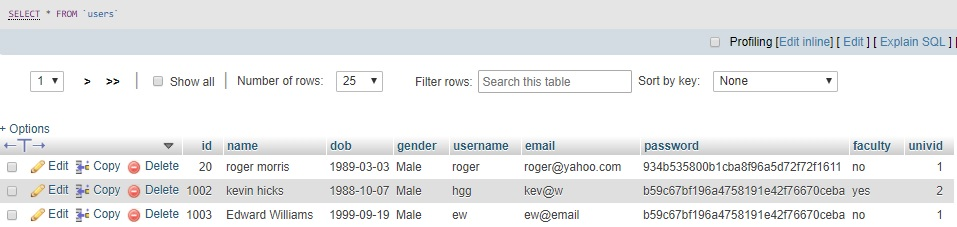 SELECT * FROM `users`
Profiling [Edit inline] [ Edit ] [ Explain SQL ] [
1 > >> Show all Number of rows: 25 Filter rows: Search this table Sort by key: None
+ Options
←T→ id name dob gender username email password faculty univid
Edit Copy Delete 20 roger morris 1989-03-03 Male roger roger@yahoo.com 934b535800b1cba8f96a5d72f72f1611 no 1
Edit Copy Delete 1002 kevin hicks 1988-10-07 Male hgg kev@w b59c67bf196a4758191e42f76670ceba yes 2
Edit Copy Delete 1003 Edward Williams 1999-09-19 Male ew ew@email b59c67bf196a4758191e42f76670ceba no 1